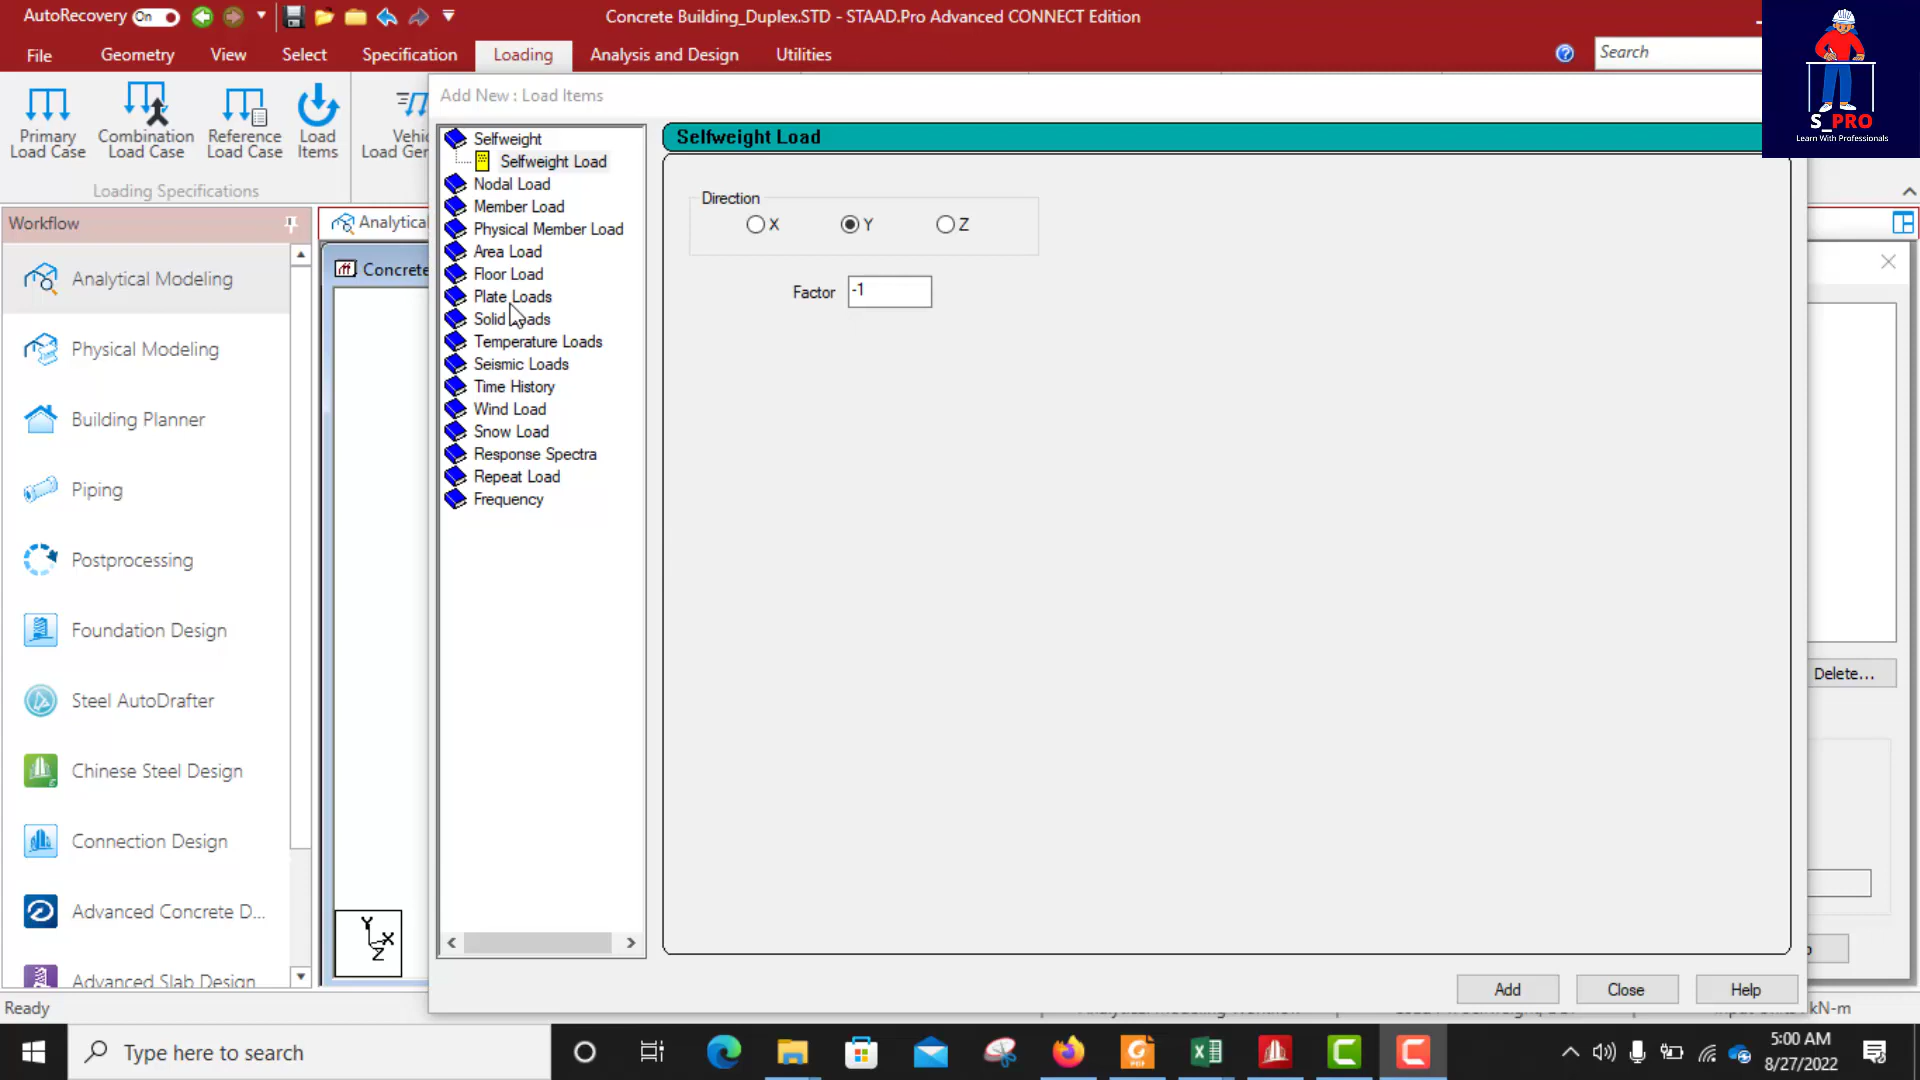 AutoRecovery On
Concrete Building_Duplex.STD - STAAD.Pro Advanced CONNECT Edition
File
Geometry
View
Select
Specification
Loading
Analysis and Design
Utilities
Search
S_PRO
Learn With Professionals
Primary
Load Case
Combination
Load Case
Reference
Load Case
Load
Items
Vehi
Load Gen
Loading Specifications
Add New : Load Items
Selfweight
Selfweight Load
Nodal Load
Member Load
Physical Member Load
Area Load
Floor Load
Plate Loads
Solid Loads
Temperature Loads
Seismic Loads
Time History
Wind Load
Snow Load
Response Spectra
Repeat Load
Frequency
Selfweight Load
Direction
X
Y
Z
Factor
-1
Add
Close
Help
Delete...
Workflow
Analytical Modeling
Physical Modeling
Building Planner
Piping
Postprocessing
Foundation Design
Steel AutoDrafter
Chinese Steel Design
Connection Design
Advanced Concrete D...
Advanced Slab Design
Analytical
Concrete
Y
X
Z
Ready
kN-m
Type here to search
5:00 AM
8/27/2022